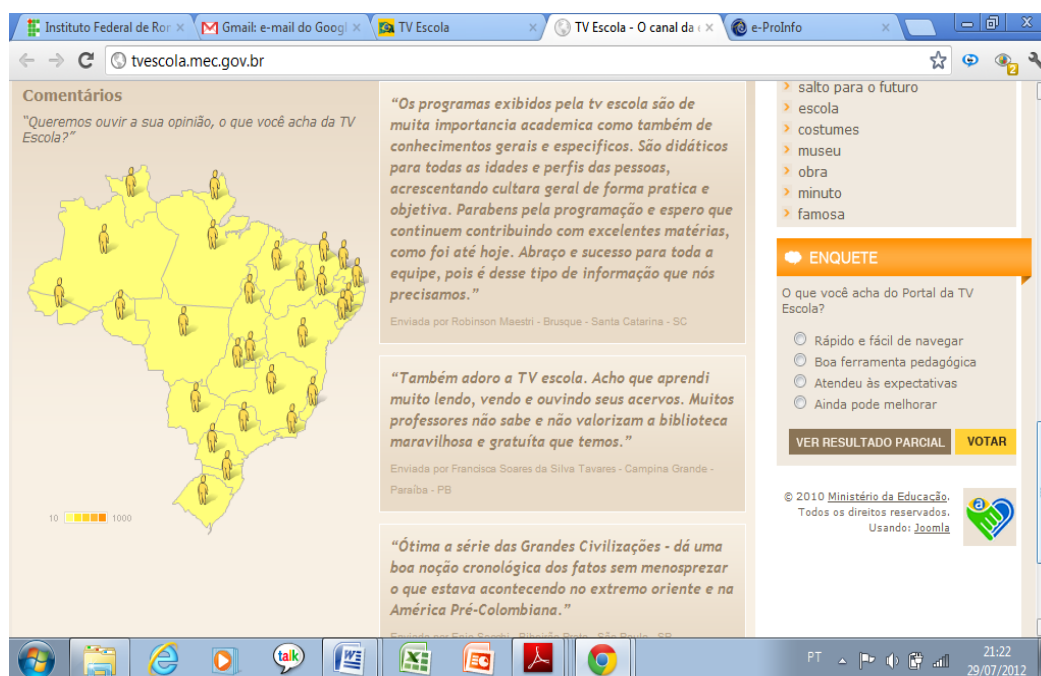 Instituto Federal de Ror
Gmail: e-mail do Googl
TV Escola
TV Escola - O canal da
e-ProInfo
tvescola.mec.gov.br
2
Comentários
"Queremos ouvir a sua opinião, o que você acha da TV
Escola?"
10
1000
"Os programas exibidos pela tv escola são de
muita importancia academica como também de
conhecimentos gerais e especificos. São didáticos
para todas as idades e perfis das pessoas,
acrescentando cultara geral de forma pratica e
objetiva. Parabens pela programação e espero que
continuem contribuindo com excelentes matérias,
como foi até hoje. Abraço e sucesso para toda a
equipe, pois é desse tipo de informação que nós
precisamos."
Enviada por Robinson Maestri - Brusque - Santa Catarina - SC
"Também adoro a TV escola. Acho que aprendi
muito lendo, vendo e ouvindo seus acervos. Muitos
professores não sabe e não valorizam a biblioteca
maravilhosa e gratuíta que temos."
Enviada por Francisca Soares da Silva Tavares - Campina Grande -
Paraíba - PB
"Ótima a série das Grandes Civilizações - dá uma
boa noção cronológica dos fatos sem menosprezar
o que estava acontecendo no extremo oriente e na
América Pré-Colombiana."
salto para o futuro
escola
costumes
museu
obra
minuto
famosa
ENQUETE
O que você acha do Portal da TV
Escola?
Rápido e fácil de navegar
Boa ferramenta pedagógica
Atendeu às expectativas
Ainda pode melhorar
VER RESULTADO PARCIAL VOTAR
© 2010 Ministério da Educação.
Todos os direitos reservados.
Usando: Joomla
talk
PT
21:22
29/07/2012